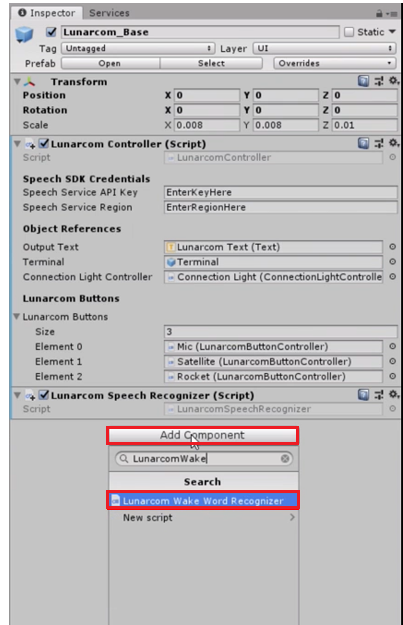 Inspector Services
Lunarcom_Base Static
Tag Untagged Layer UI
Prefab Open Select Overrides
Transform
Position X 0 Y 0 Z 0
Rotation X 0 Y 0 Z 0
Scale X 0.008 Y 0.008 Z 0.01
Lunarcom Controller (Script)
Script LunarcomController
Speech SDK Credentials
Speech Service API Key EnterKeyHere
Speech Service Region EnterRegionHere
Object References
Output Text Lunarcom Text (Text)
Terminal Terminal
Connection Light Controller Connection Light (ConnectionLightControlle
Lunarcom Buttons
Lunarcom Buttons
Size 3
Element 0 Mic (LunarcomButtonController)
Element 1 Satellite (LunarcomButtonController)
Element 2 Rocket (LunarcomButtonController)
Lunarcom Speech Recognizer (Script)
Script LunarcomSpeechRecognizer
Add Component
LunarcomWake
Search
Lunarcom Wake Word Recognizer
New script